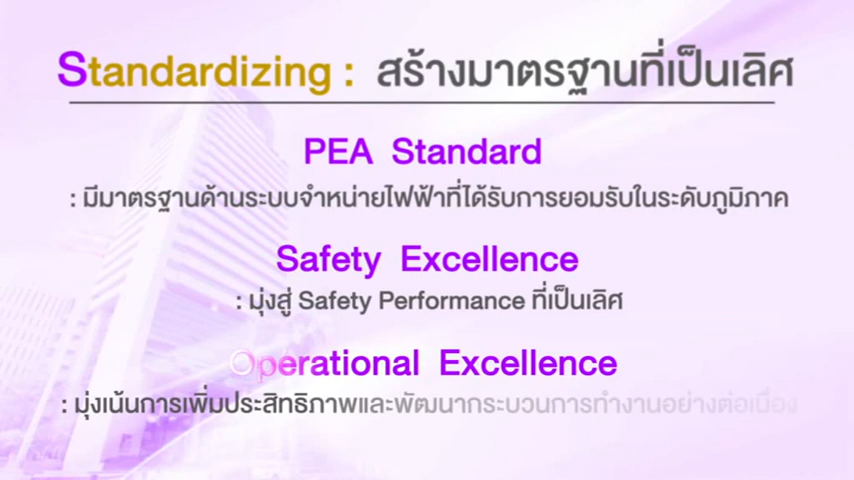 Standardizing : สร้างมาตรฐานที่เป็นเลิศ
PEA Standard
: มีมาตรฐานด้านระบบจำหน่ายไฟฟ้าที่ได้รับการยอมรับในระดับภูมิภาค
Safety Excellence
: มุ่งสู่ Safety Performance ที่เป็นเลิศ
Operational Excellence
: มุ่งเน้นการเพิ่มประสิทธิภาพและพัฒนากระบวนการทำงานอย่างต่อเนื่อง